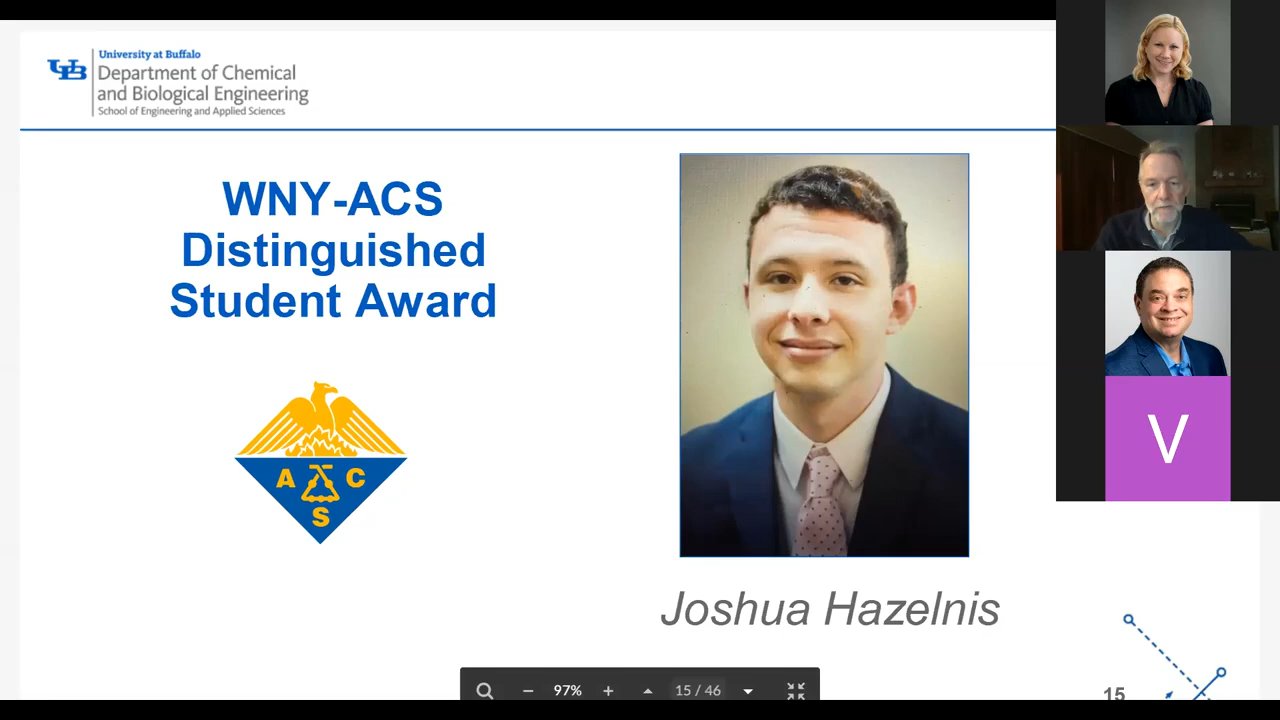 UB
University at Buffalo
Department of Chemical
and Biological Engineering
School of Engineering and Applied Sciences
WNY-ACS
Distinguished
Student Award
A C
S
Joshua Hazelnis
V
97%
15 / 46
15